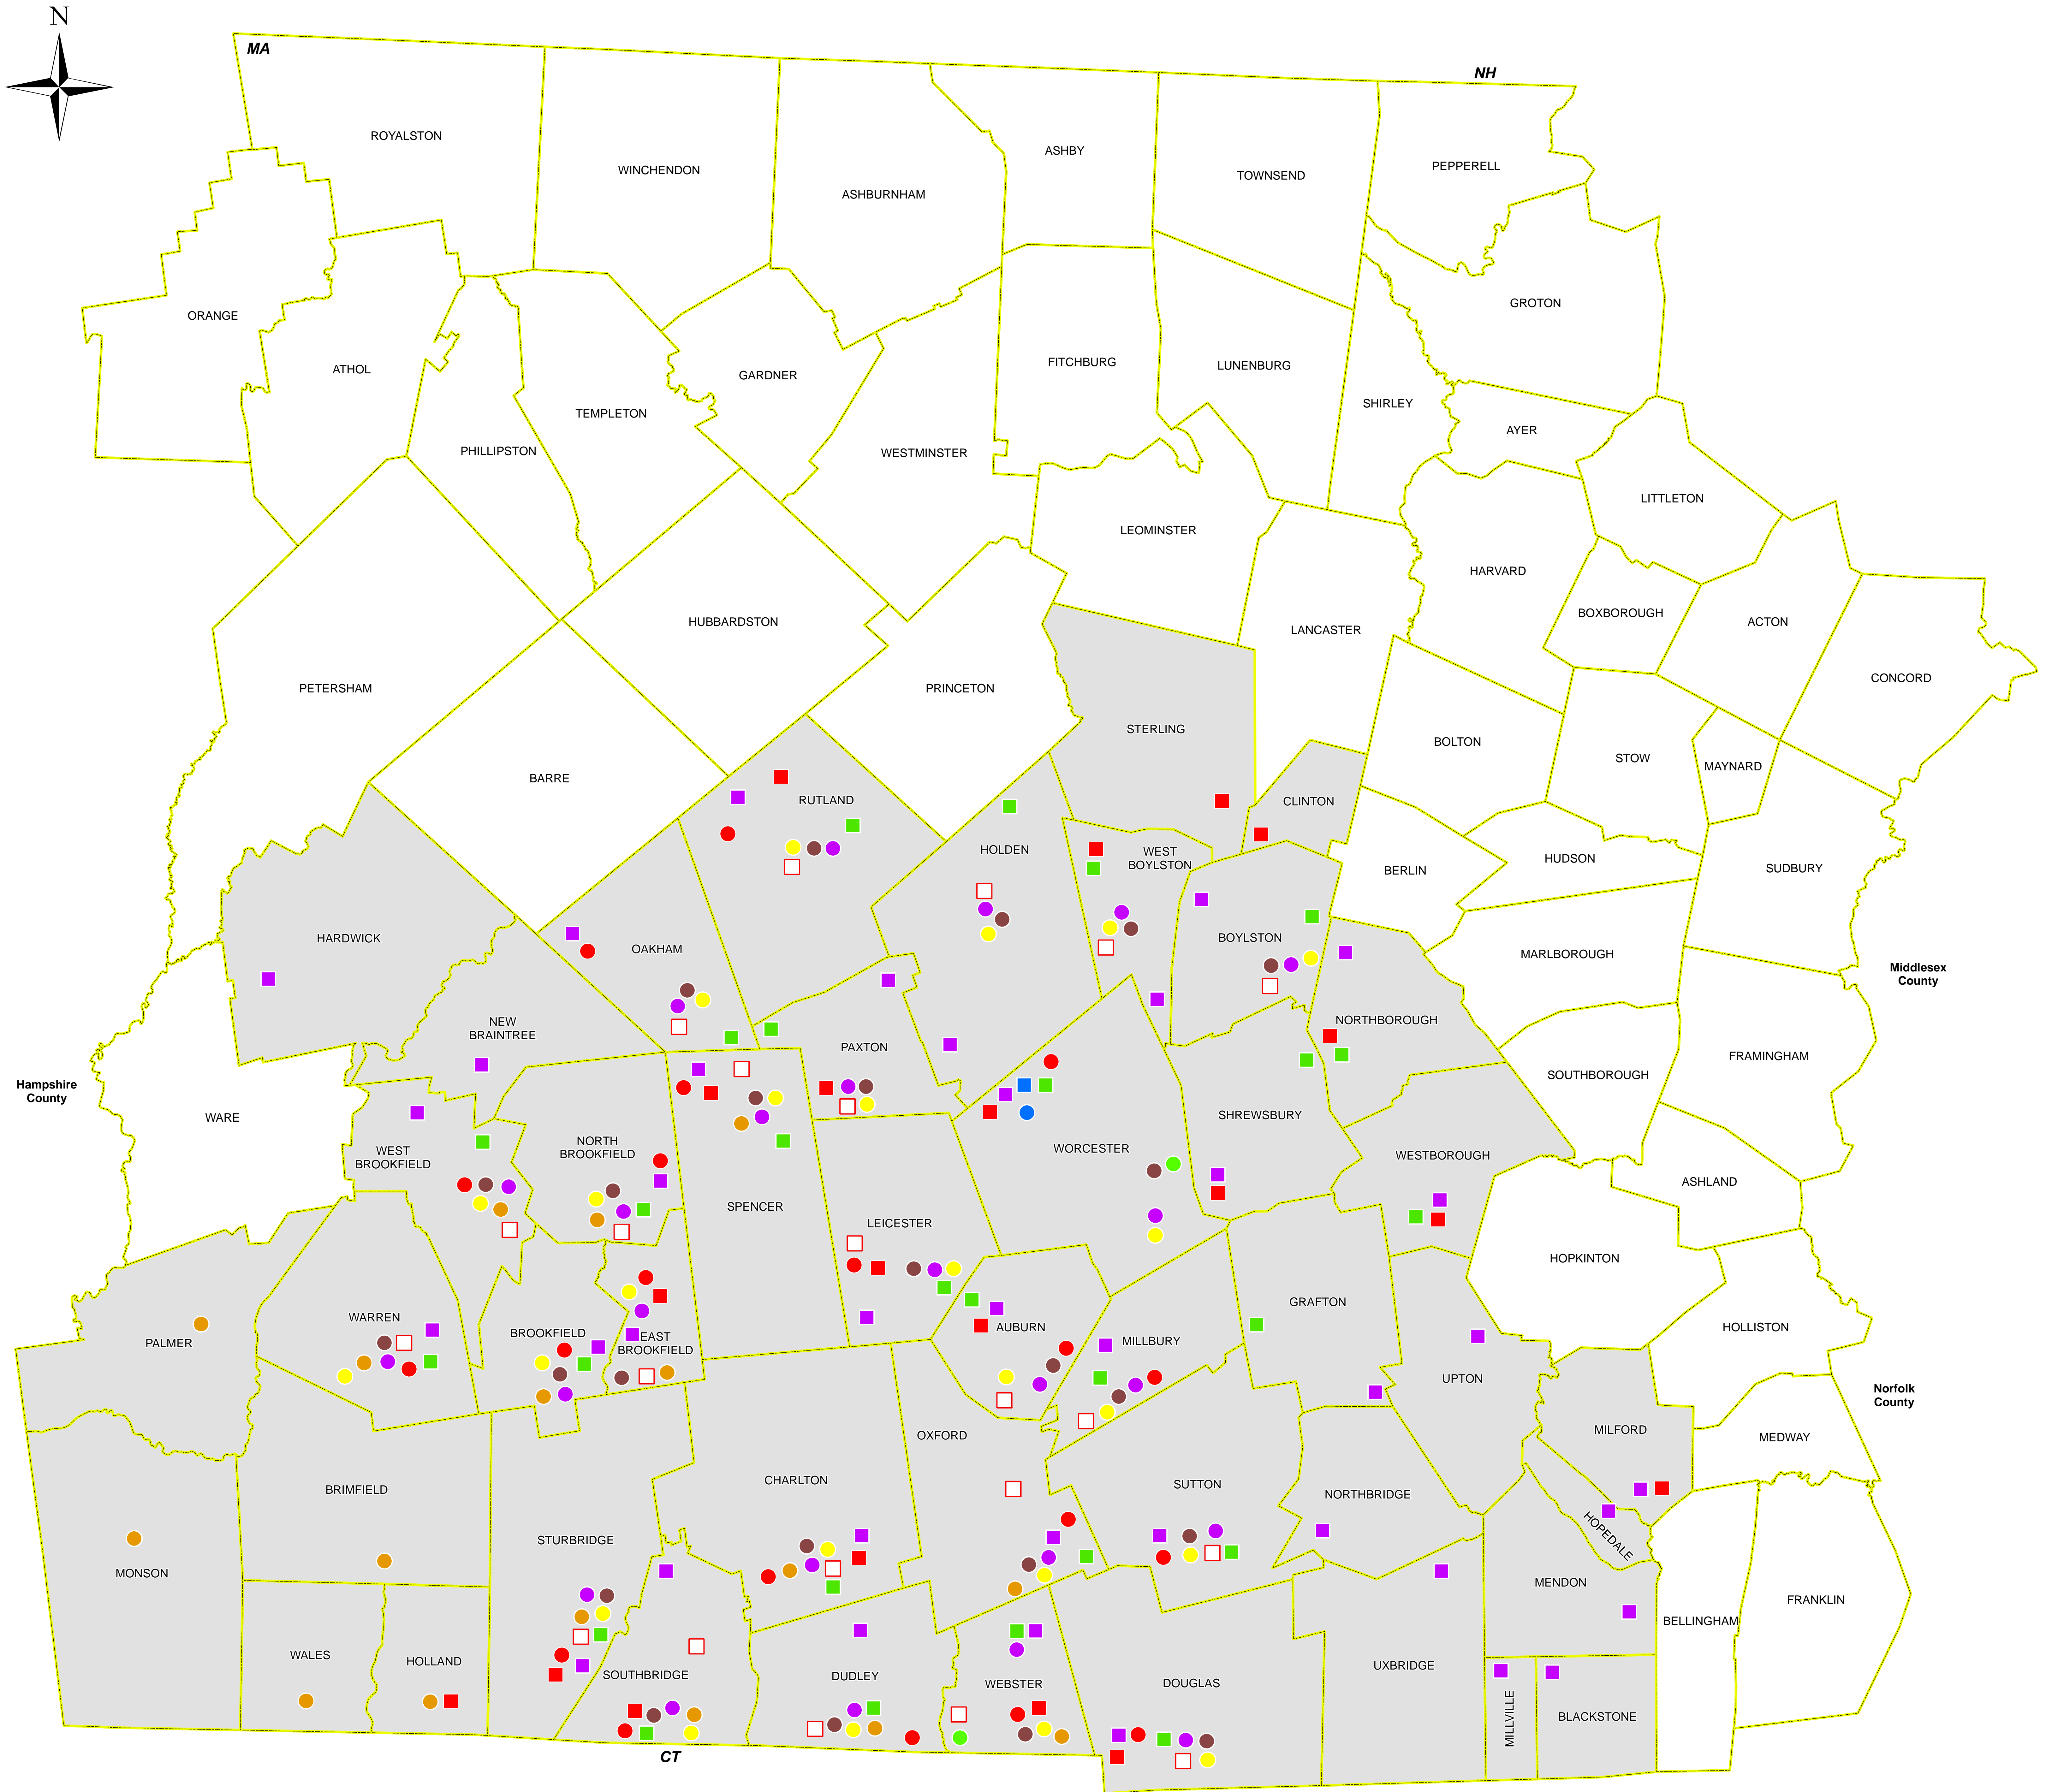 N
MA
NH
ROYALSTON
WINCHENDON
ASHBURNHAM
ASHBY
TOWNSEND
PEPPERELL
ORANGE
ATHOL
PHILLIPSTON
TEMPLETON
GARDNER
WESTMINSTER
FITCHBURG
LUNENBURG
SHIRLEY
GROTON
AYER
LITTLETON
LEOMINSTER
HARVARD
BOXBOROUGH
ACTON
CONCORD
PETERSHAM
HUBBARDSTON
PRINCETON
LANCASTER
STERLING
BOLTON
STOW
MAYNARD
BARRE
RUTLAND
HOLDEN
WEST
BOYLSTON
CLINTON
BERLIN
HUDSON
SUDBURY
HARDWICK
OAKHAM
BOYLSTON
MARLBOROUGH
Middlesex
County
NEW
BRAINTREE
PAXTON
NORTHBOROUGH
SOUTHBOROUGH
FRAMINGHAM
Hampshire
County
WARE
WEST
BROOKFIELD
NORTH
BROOKFIELD
SPENCER
LEICESTER
WORCESTER
SHREWSBURY
WESTBOROUGH
ASHLAND
HOPKINTON
HOLLISTON
PALMER
WARREN
BROOKFIELD
EAST
BROOKFIELD
AUBURN
MILLBURY
GRAFTON
UPTON
Norfolk
County
MILFORD
MEDWAY
OXFORD
CHARLTON
SUTTON
NORTHBRIDGE
BRIMFIELD
STURBRIDGE
HOPEDALE
MONSON
MENDON
BELLINGHAM
FRANKLIN
WALES
HOLLAND
SOUTHBRIDGE
DUDLEY
WEBSTER
DOUGLAS
UXBRIDGE
MILLVILLE
BLACKSTONE
CT